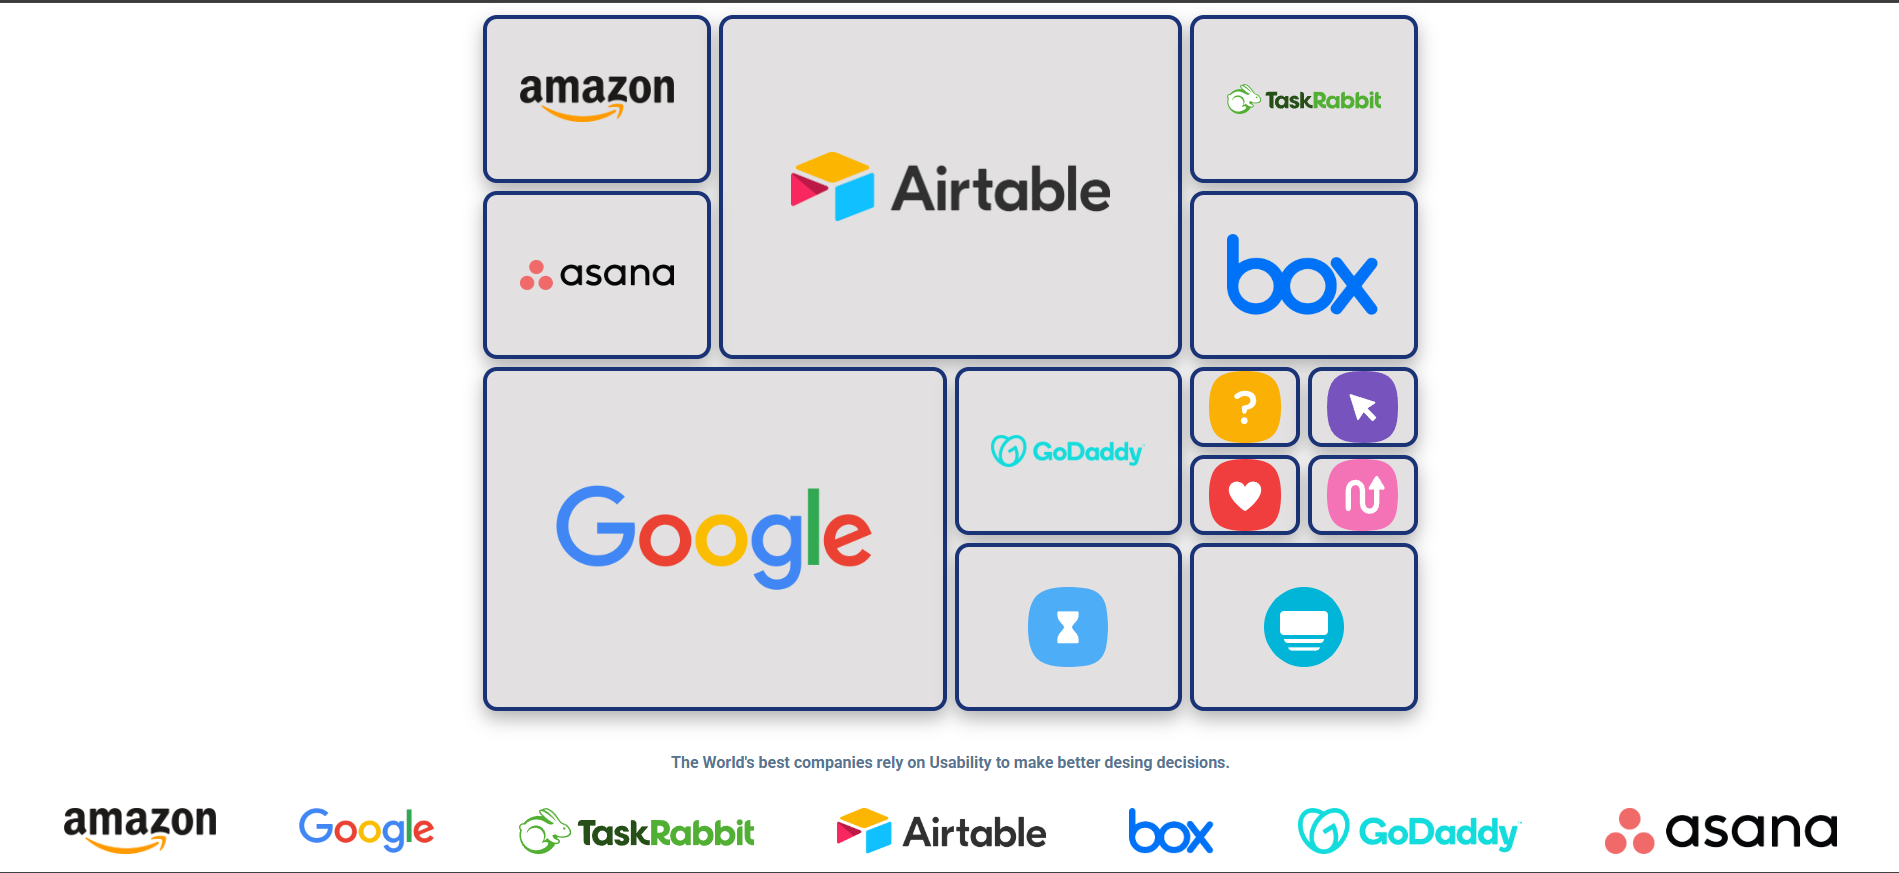 amazon
Airtable
TaskRabbit
asana
box
Google
GoDaddy
?
The World's best companies rely on Usability to make better desing decisions.
amazon Google TaskRabbit Airtable box GoDaddy asana